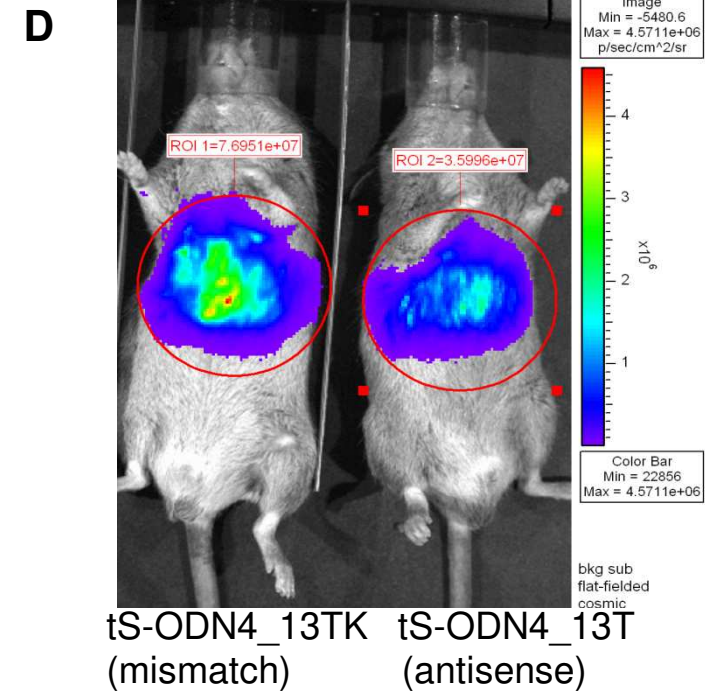 D
Image
Min = -5480.6
Max = 4.5711e+06
p/sec/cm^2/sr
ROI 1=7.6951e+07
ROI 2=3.5996e+07
4
3
2
1
x10^6
Color Bar
Min = 22856
Max = 4.5711e+06
bkg sub
flat-fielded
cosmic
tS-ODN4_13TK tS-ODN4_13T
(mismatch) (antisense)